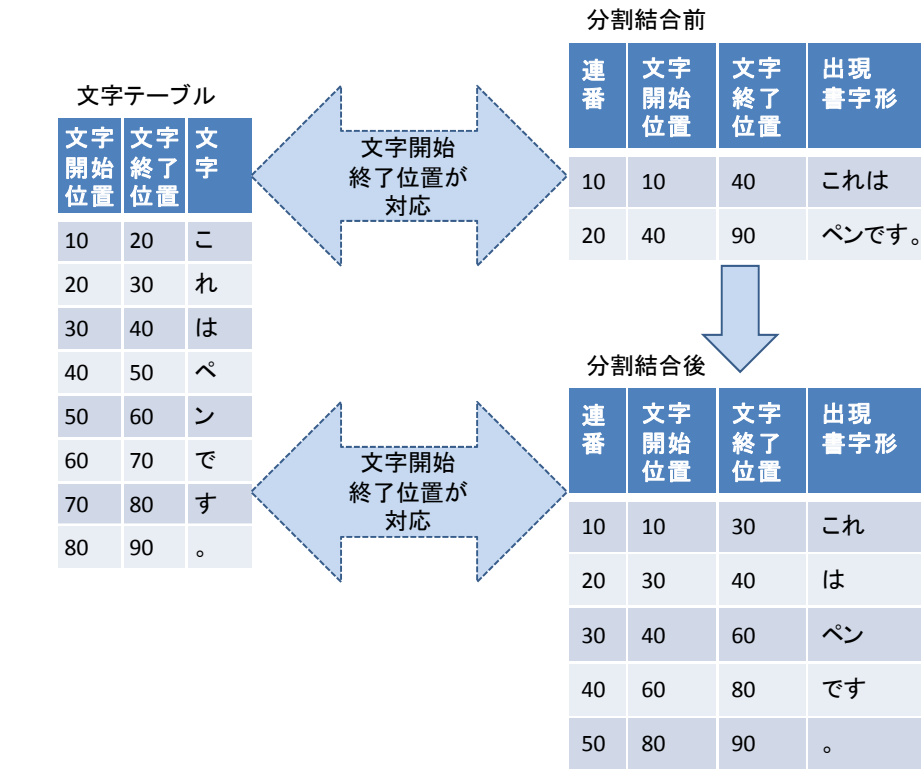 文字テーブル
文字開始位置 文字終了位置 文字
10 20 こ
20 30 れ
30 40 は
40 50 ペ
50 60 ン
60 70 で
70 80 す
80 90 。
文字開始
終了位置が
対応
分割結合前
連番 文字開始位置 文字終了位置 出現書字形
10 10 40 これは
20 40 90 ペンです。
文字開始
終了位置が
対応
分割結合後
連番 文字開始位置 文字終了位置 出現書字形
10 10 30 これ
20 30 40 は
30 40 60 ペン
40 60 80 です
50 80 90 。